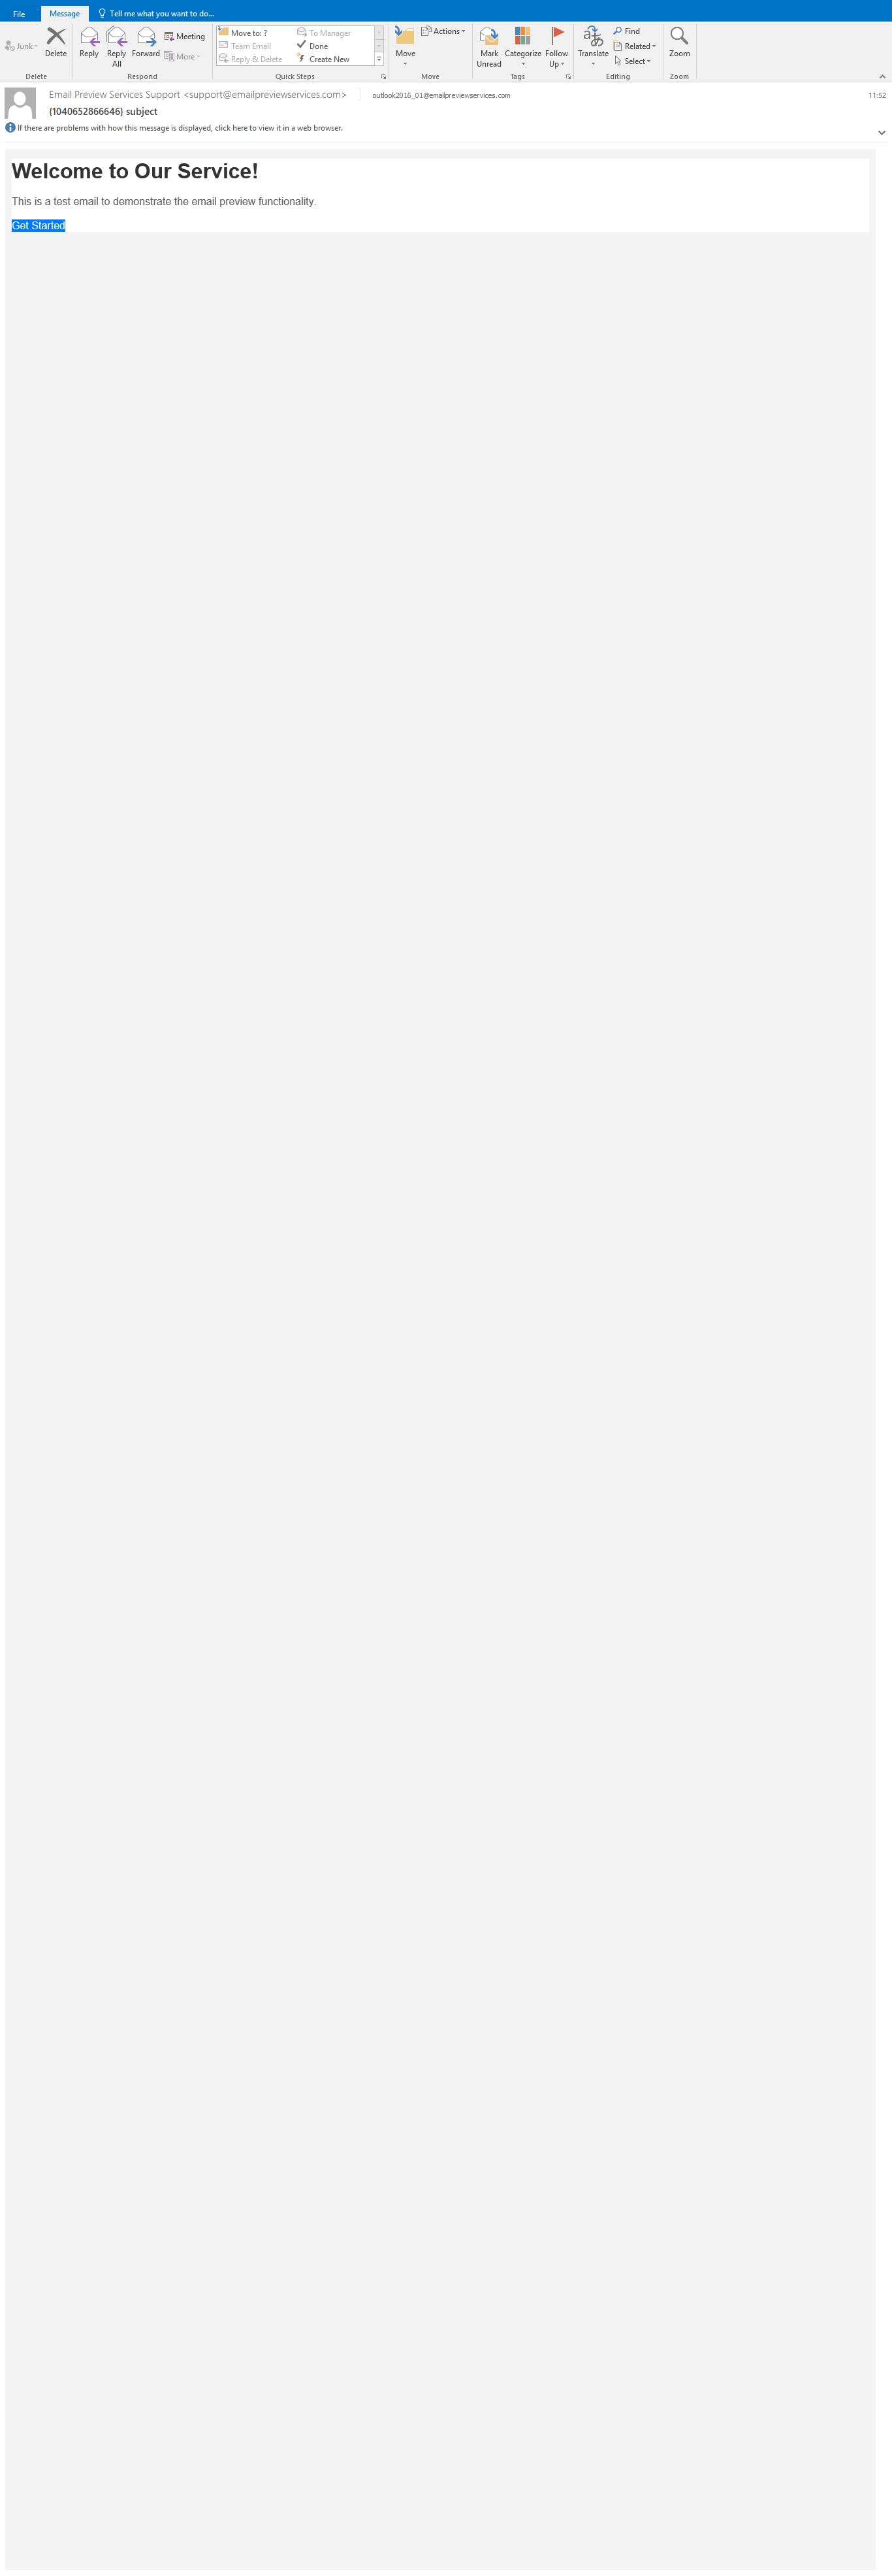 File Message Tell me what you want to do...
Junk Delete Reply Reply All Forward Meeting More
Move to: ? To Manager
Team Email Done
Reply & Delete Create New
Move Actions
Mark Unread Categorize Follow Up
Translate Find Related Select Zoom
Delete Respond Quick Steps Move Tags Editing Zoom
Email Preview Services Support <support@emailpreviewservices.com> outlook2016_01@emailpreviewservices.com 11:52
{1040652866646} subject
If there are problems with how this message is displayed, click here to view it in a web browser.
Welcome to Our Service!
This is a test email to demonstrate the email preview functionality.
Get Started